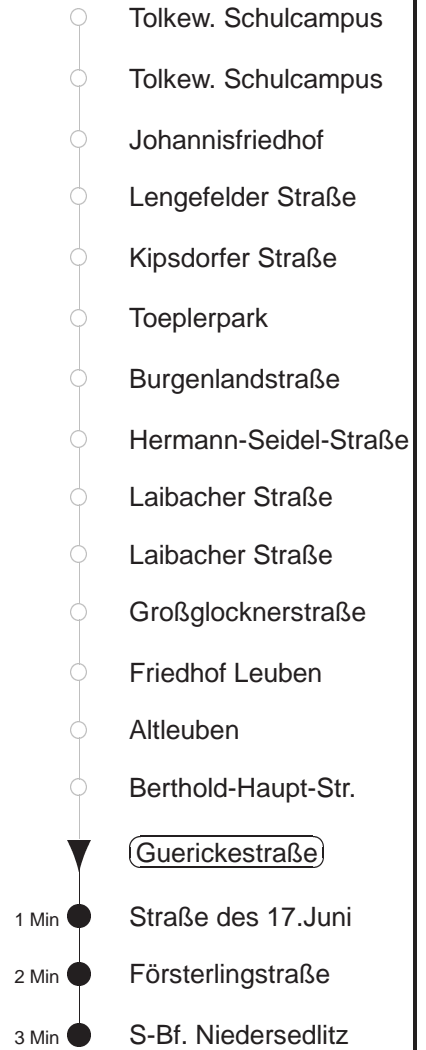 Tolkew. Schulcampus
Tolkew. Schulcampus
Johannisfriedhof
Lengefelder Straße
Kipsdorfer Straße
Toeplerpark
Burgenlandstraße
Hermann-Seidel-Straße
Laibacher Straße
Laibacher Straße
Großglocknerstraße
Friedhof Leuben
Altleuben
Berthold-Haupt-Str.
Guerickestraße
1 Min Straße des 17.Juni
2 Min Försterlingstraße
3 Min S-Bf. Niedersedlitz